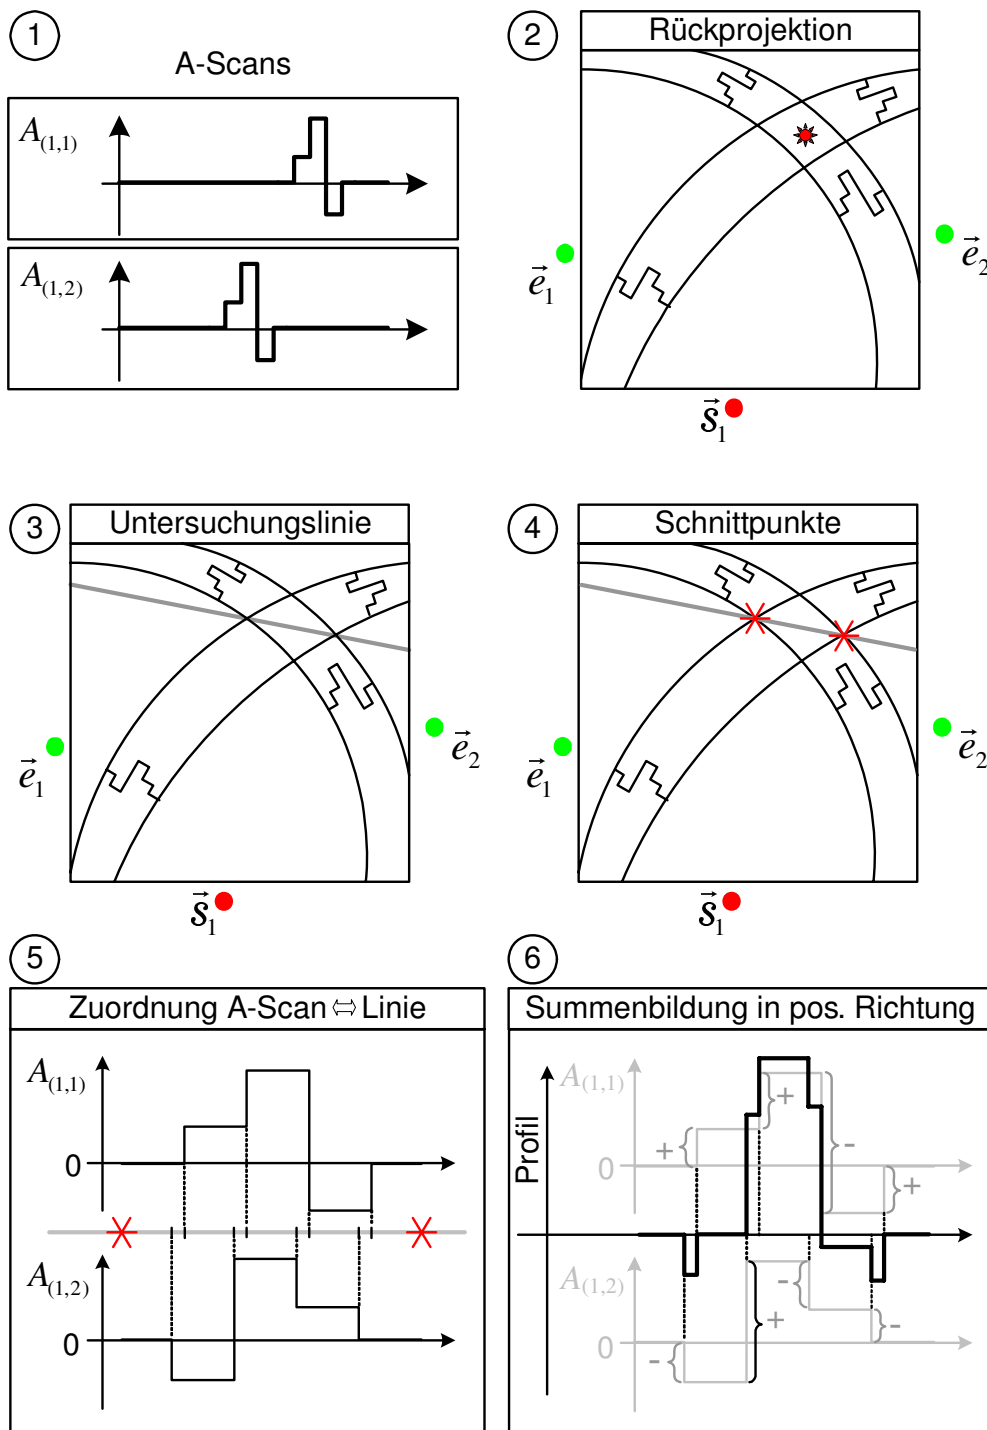 1
A-Scans
A(1,1)
A(1,2)
2
Rückprojektion
e1
e2
s1
3
Untersuchungslinie
e1
e2
s1
4
Schnittpunkte
e1
e2
s1
5
Zuordnung A-Scan ⇔ Linie
A(1,1)
0
A(1,2)
0
6
Summenbildung in pos. Richtung
Profil
A(1,1)
+
+
-
0
+
A(1,2)
-
+
0
-
-